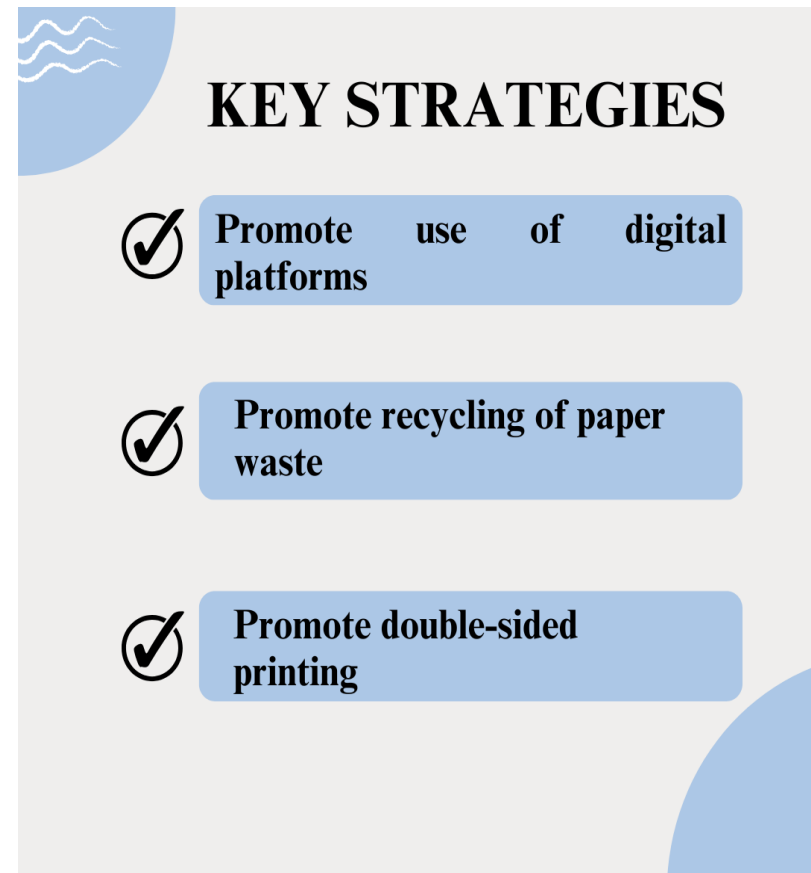 KEY STRATEGIES
Promote use of digital
platforms
Promote recycling of paper
waste
Promote double-sided
printing